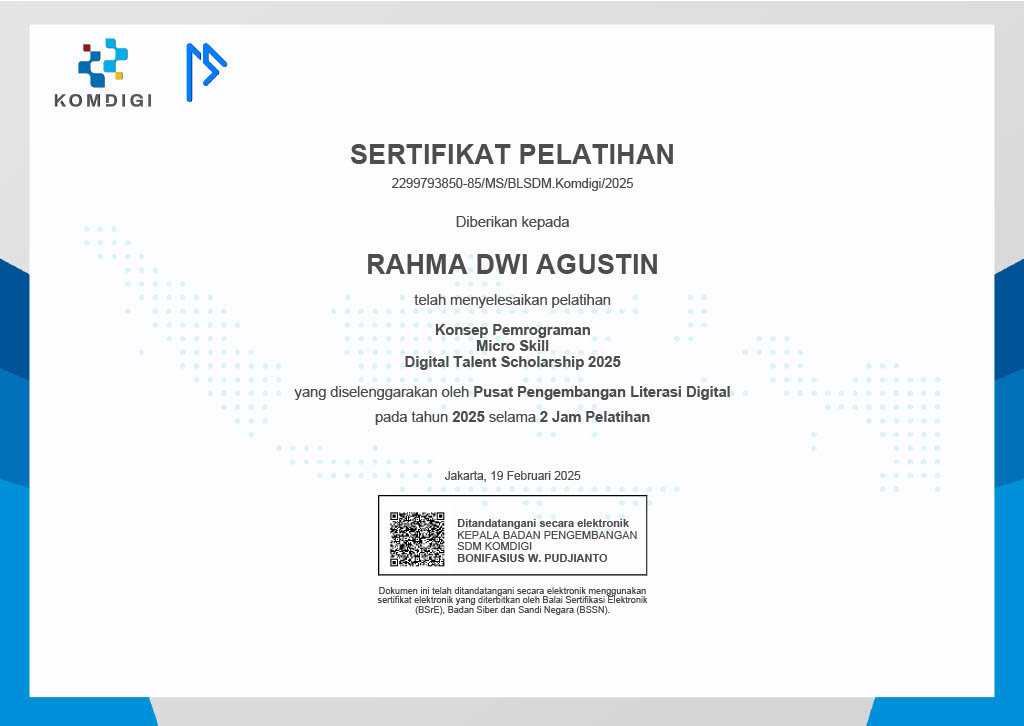 KOMDIGI
SERTIFIKAT PELATIHAN
2299793850-85/MS/BLSDM.Komdigi/2025
Diberikan kepada
RAHMA DWI AGUSTIN
telah menyelesaikan pelatihan
Konsep Pemrograman
Micro Skill
Digital Talent Scholarship 2025
yang diselenggarakan oleh Pusat Pengembangan Literasi Digital
pada tahun 2025 selama 2 Jam Pelatihan
Jakarta, 19 Februari 2025
Ditandatangani secara elektronik
KEPALA BADAN PENGEMBANGAN
SDM KOMDIGI
BONIFASIUS W. PUDJIANTO
Dokumen ini telah ditandatangani secara elektronik menggunakan
sertifikat elektronik yang diterbitkan oleh Balai Sertifikasi Elektronik
(BSrE), Badan Siber dan Sandi Negara (BSSN).